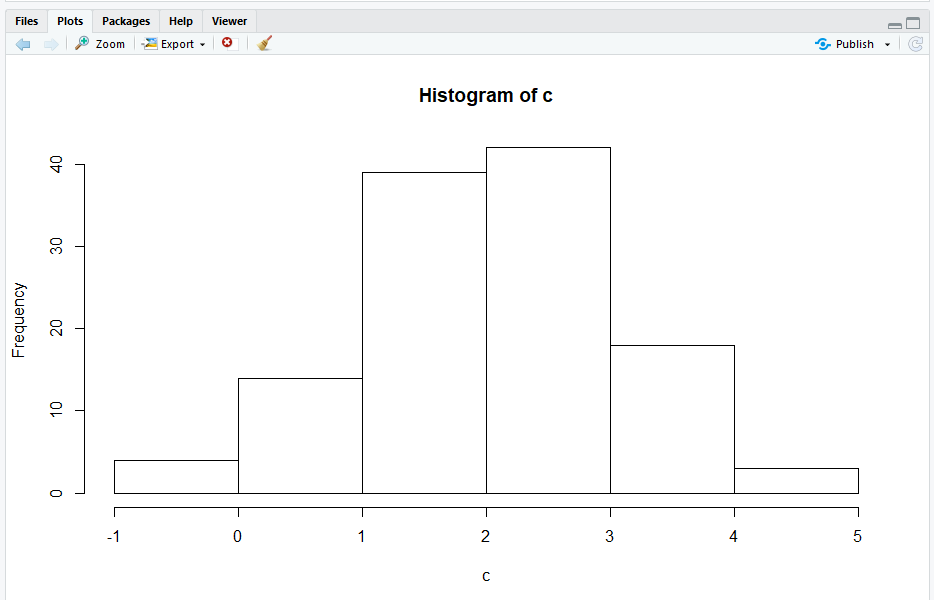 Files Plots Packages Help Viewer
Zoom Export Publish
Histogram of c
Frequency
40
30
20
10
0
-1 0 1 2 3 4 5
c